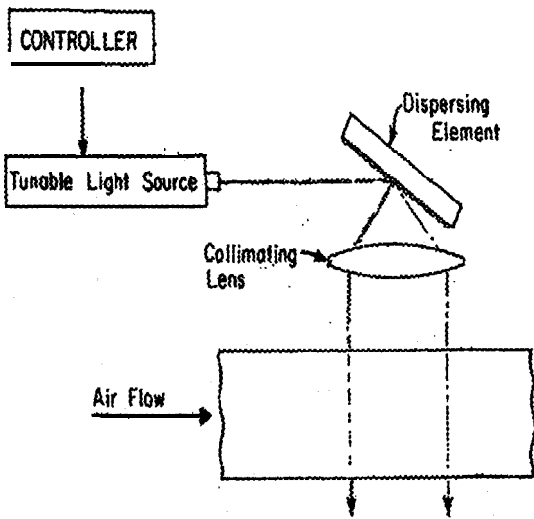 CONTROLLER
Dispersing
Element
Tunable Light Source
Collimating
Lens
Air Flow